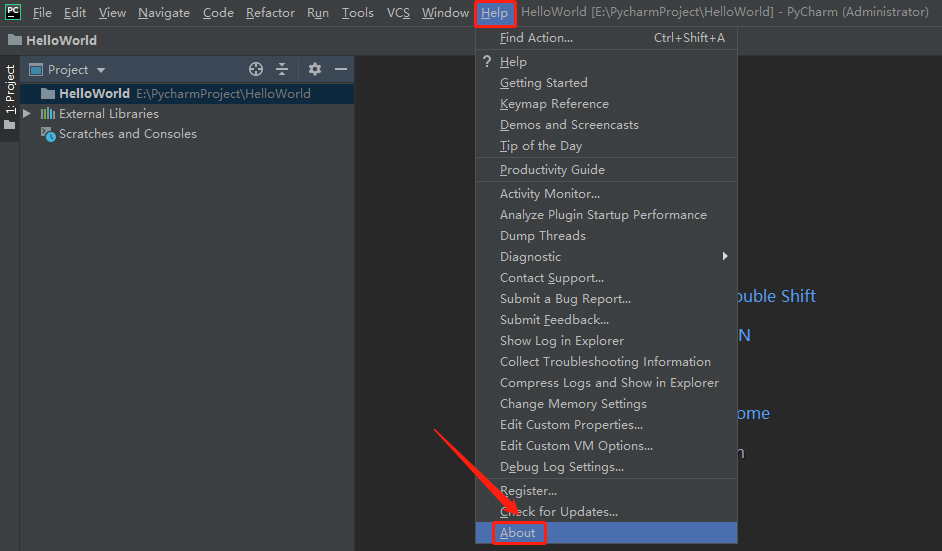 PC File Edit View Navigate Code Refactor Run Tools VCS Window Help HelloWorld [E:\PycharmProject\HelloWorld] - PyCharm (Administrator)
HelloWorld
1: Project
Project
HelloWorld E:\PycharmProject\HelloWorld
External Libraries
Scratches and Consoles
Find Action... Ctrl+Shift+A
? Help
Getting Started
Keymap Reference
Demos and Screencasts
Tip of the Day
Productivity Guide
Activity Monitor...
Analyze Plugin Startup Performance
Dump Threads
Diagnostic
Contact Support...
Submit a Bug Report...
Submit Feedback...
Show Log in Explorer
Collect Troubleshooting Information
Compress Logs and Show in Explorer
Change Memory Settings
Edit Custom Properties...
Edit Custom VM Options...
Debug Log Settings...
Register...
Check for Updates...
About
ouble Shift
N
ome
n